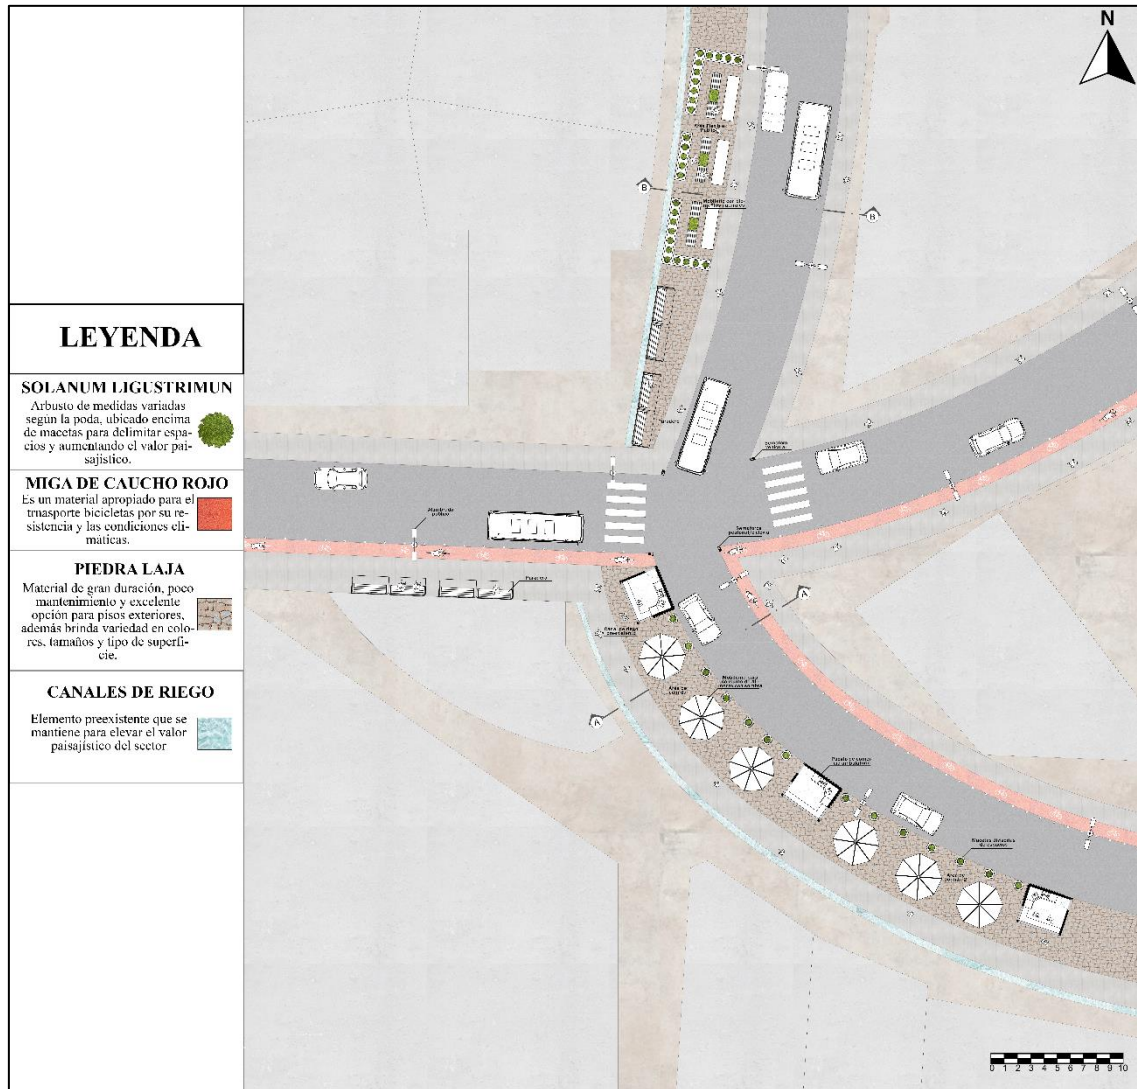 N
LEYENDA
SOLANUM LIGUSTRIMUN
Arbusto de medidas variadas
según la poda, ubicado encima
de macetas para delimitar espa-
cios y aumentando el valor pai-
sajístico.
MIGA DE CAUCHO ROJO
Es un material apropiado para el
trnasporte bicicletas por su re-
sistencia y las condiciones cli-
máticas.
PIEDRA LAJA
Material de gran duración, poco
mantenimiento y excelente
opción para pisos exteriores,
además brinda variedad en colo-
res, tamaños y tipo de superfi-
cie.
CANALES DE RIEGO
Elemento preexistente que se
mantiene para elevar el valor
paisajístico del sector
B
B
Alumbrado
público
Paradero
Paradero
A
A
0 1 2 3 4 5 6 7 8 9 10